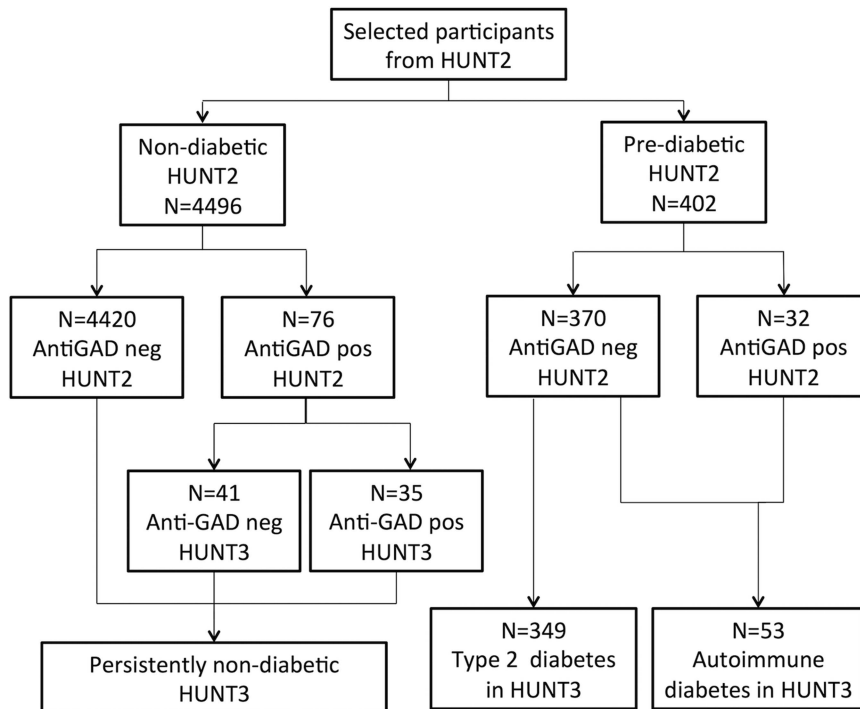 Selected participants
from HUNT2
Non-diabetic
HUNT2
N=4496
Pre-diabetic
HUNT2
N=402
N=4420
AntiGAD neg
HUNT2
N=76
AntiGAD pos
HUNT2
N=370
AntiGAD neg
HUNT2
N=32
AntiGAD pos
HUNT2
N=41
Anti-GAD neg
HUNT3
N=35
Anti-GAD pos
HUNT3
Persistently non-diabetic
HUNT3
N=349
Type 2 diabetes
in HUNT3
N=53
Autoimmune
diabetes in HUNT3